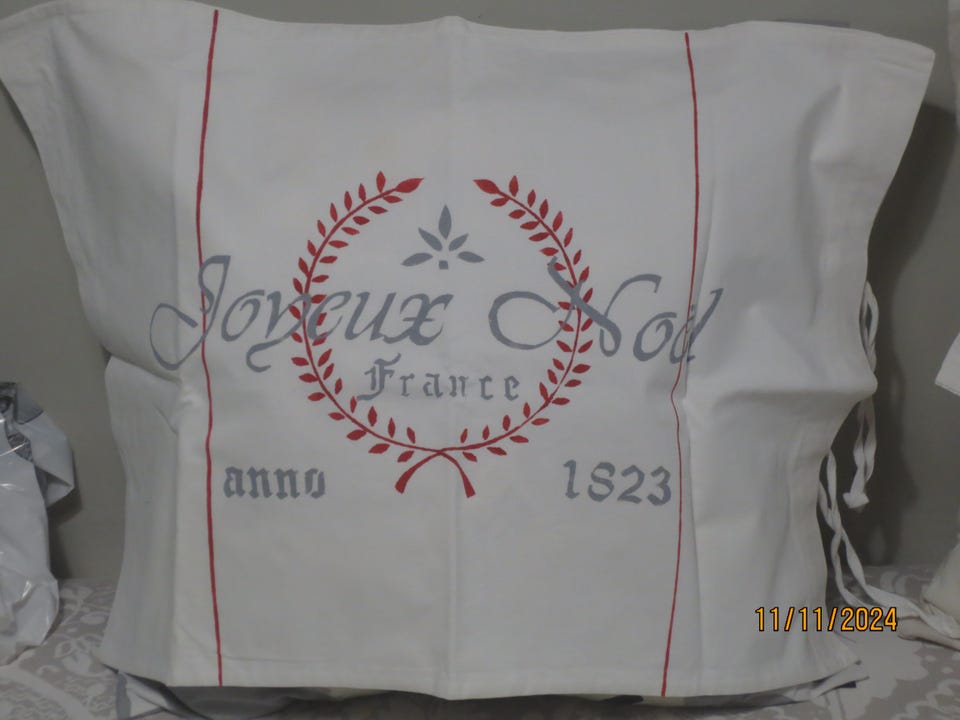 Joyeux Noel
France
anno 1823
11/11/2024